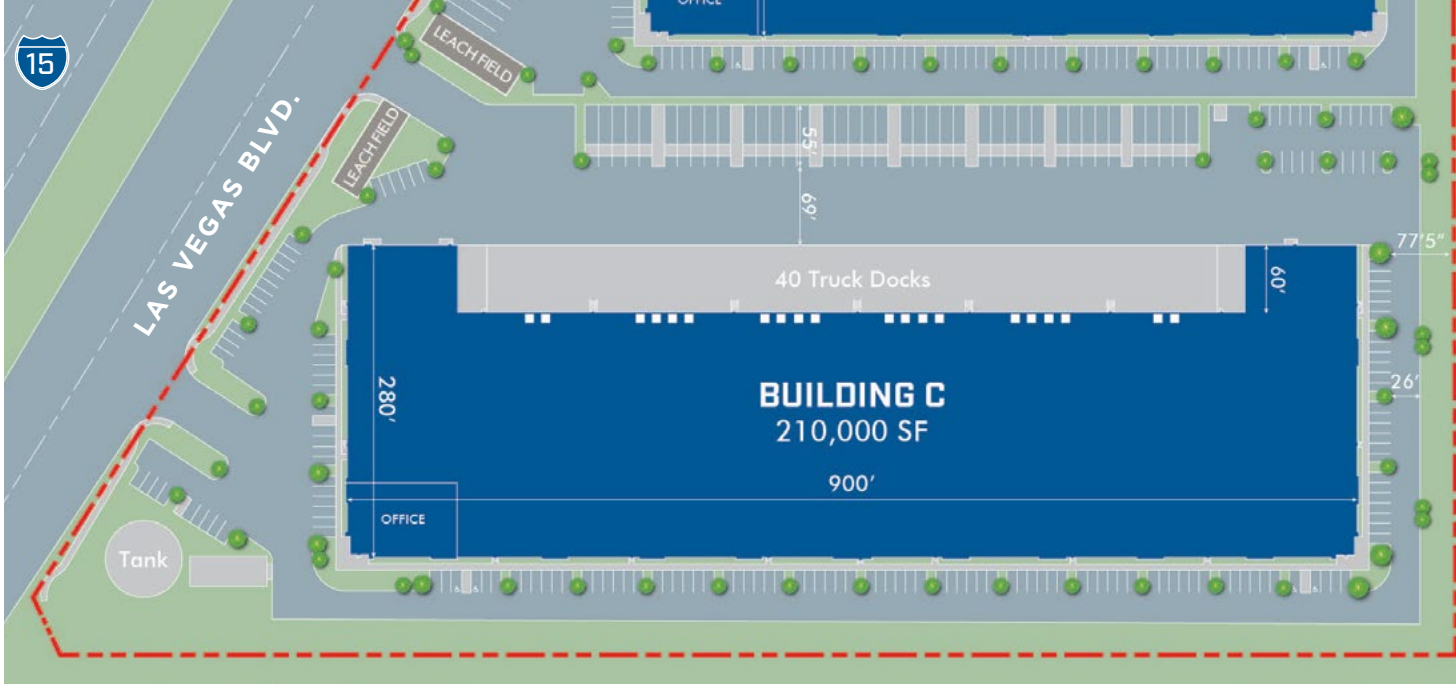 OFFICE
15
LEACH FIELD
LEACH FIELD
LAS VEGAS BLVD.
55'
69'
77'5"
40 Truck Docks
60'
280'
26'
BUILDING C
210,000 SF
900'
OFFICE
Tank